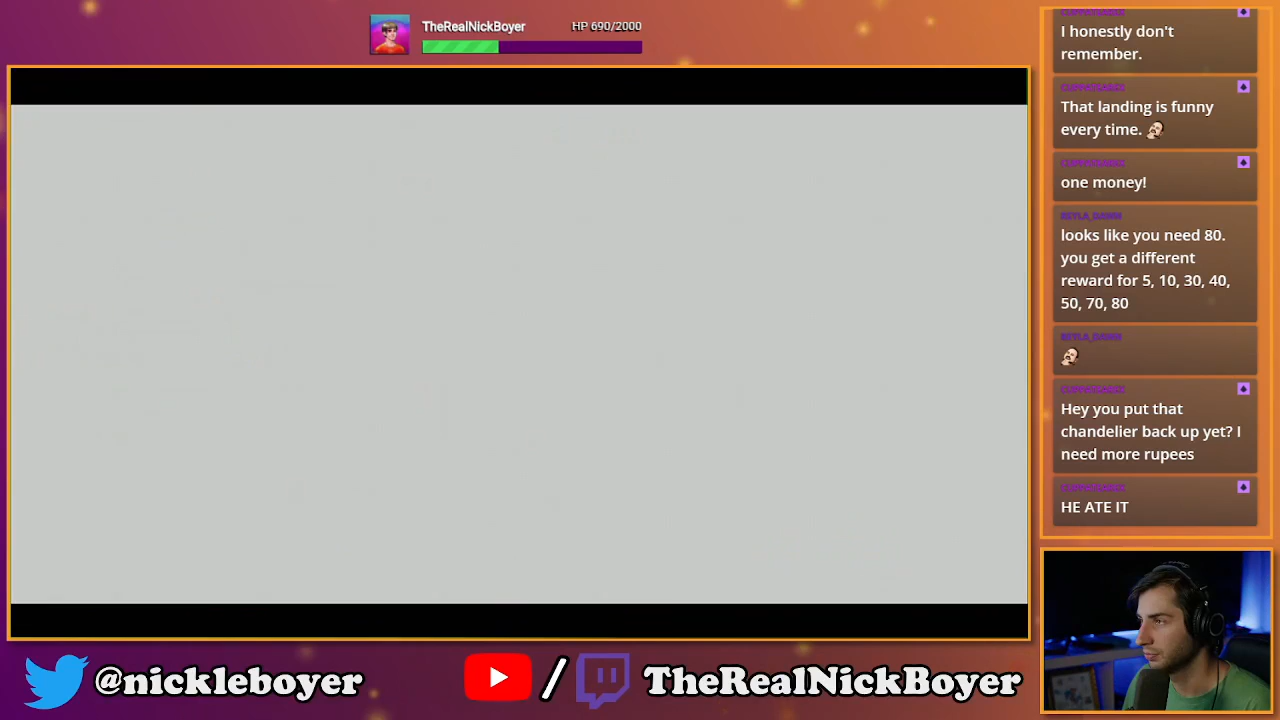 TheRealNickBoyer
HP 690/2000
I honestly don't
remember.
That landing is funny
every time.
one money!
looks like you need 80.
you get a different
reward for 5, 10, 30, 40,
50, 70, 80
Hey you put that
chandelier back up yet? I
need more rupees
HE ATE IT
@nickleboyer
/
TheRealNickBoyer